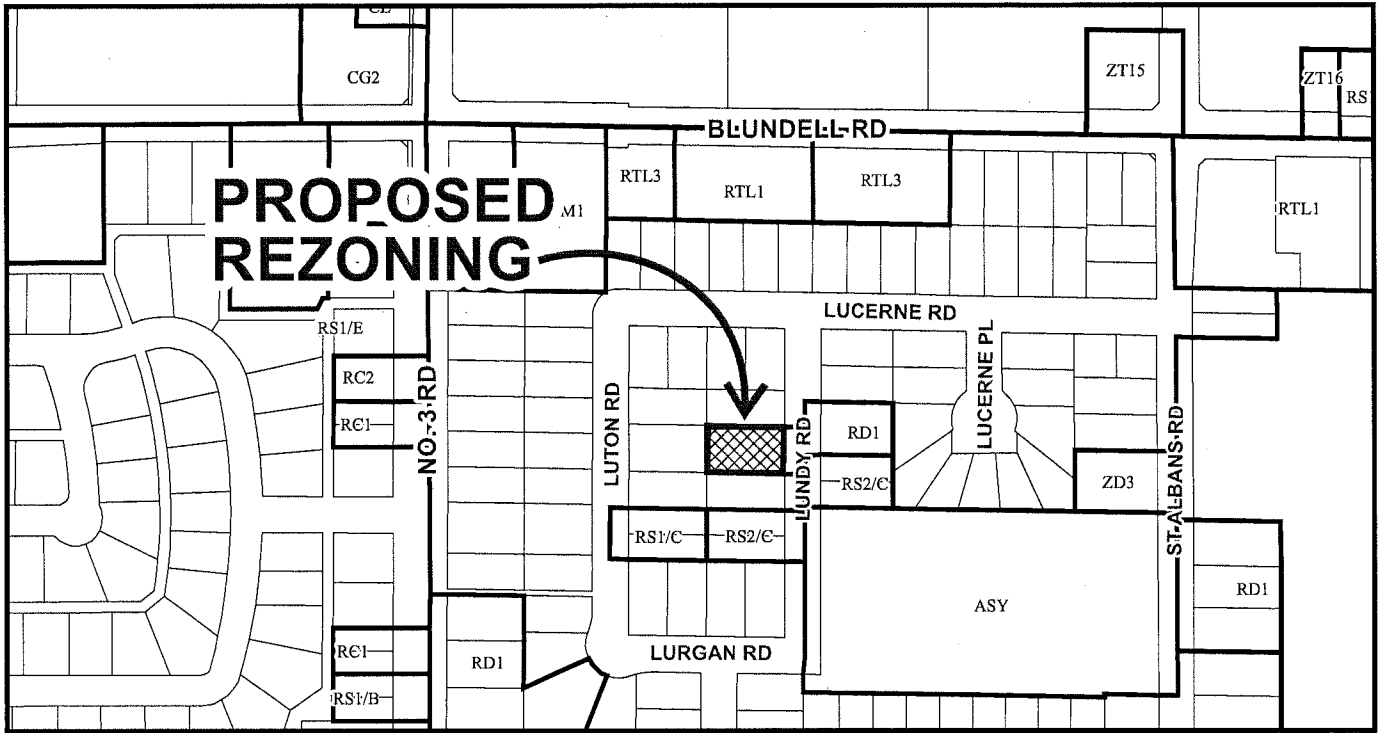 CG2
ZT15
ZT16
BLUNDELL RD
RTL3
RTL1
RTL3
RTL1
PROPOSED
REZONING
M1
LUCERNE RD
LUCERNE PL
RS1/E
RC2
RC1
NO. 3 RD
LUTON RD
LUNDY RD
RD1
RS2/C
ZD3
ST. ALBANS RD
RS1/C
RS2/C
ASY
RD1
RC1
RS1/B
RD1
LURGAN RD